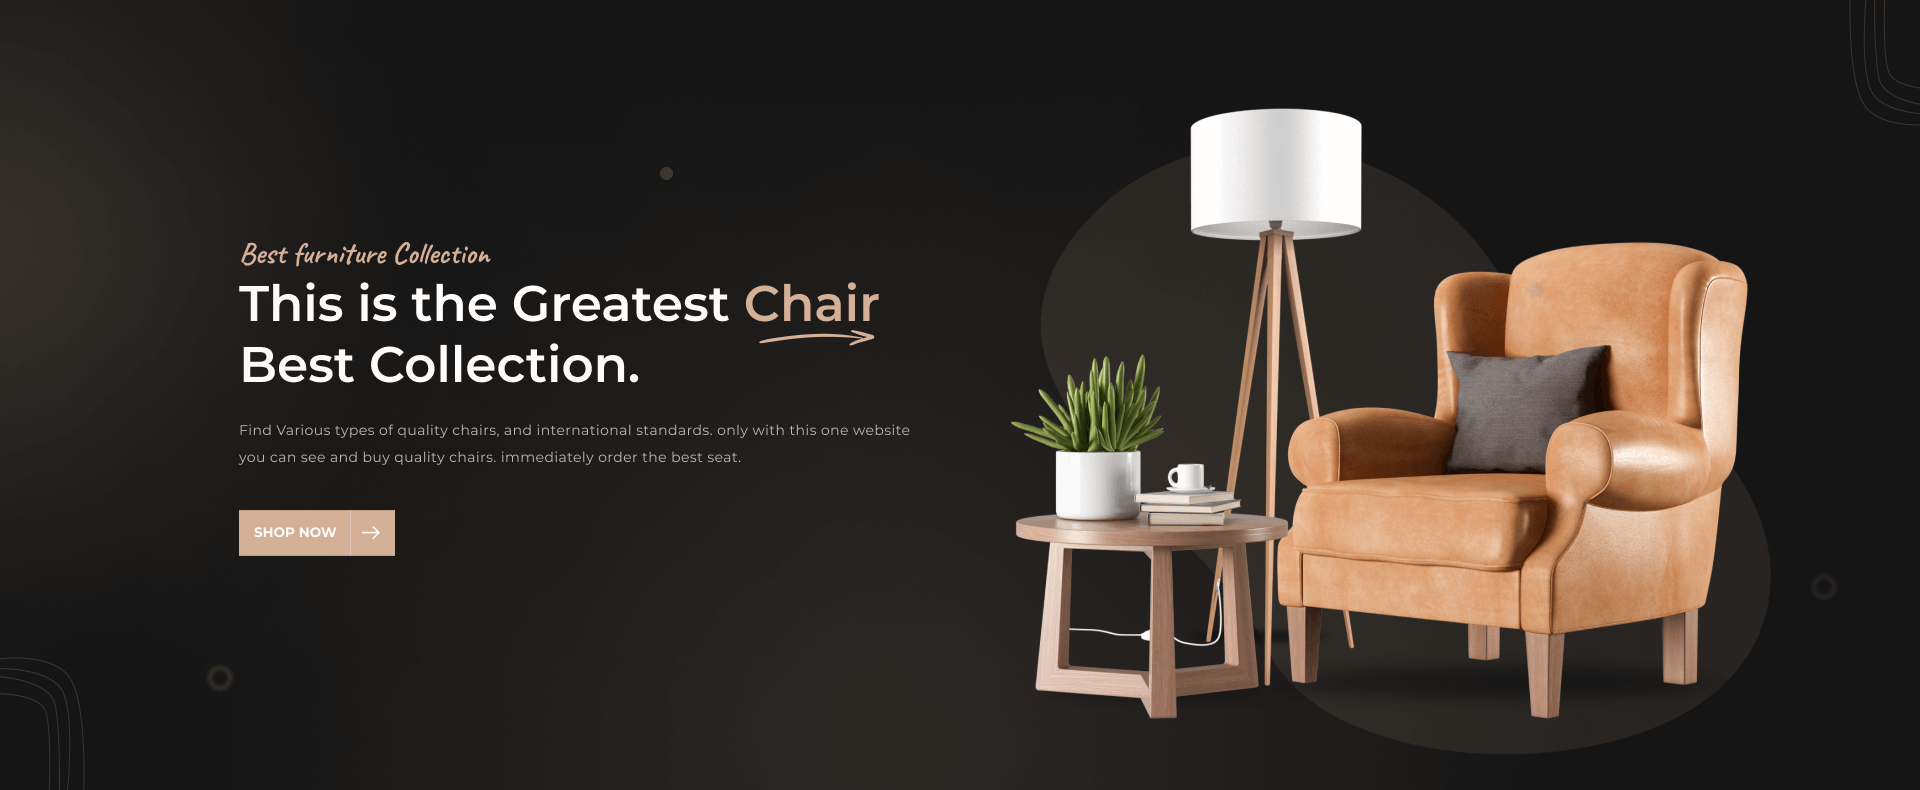 Best furniture Collection
This is the Greatest Chair
Best Collection.
Find Various types of quality chairs, and international standards. only with this one website
you can see and buy quality chairs. immediately order the best seat.
SHOP NOW